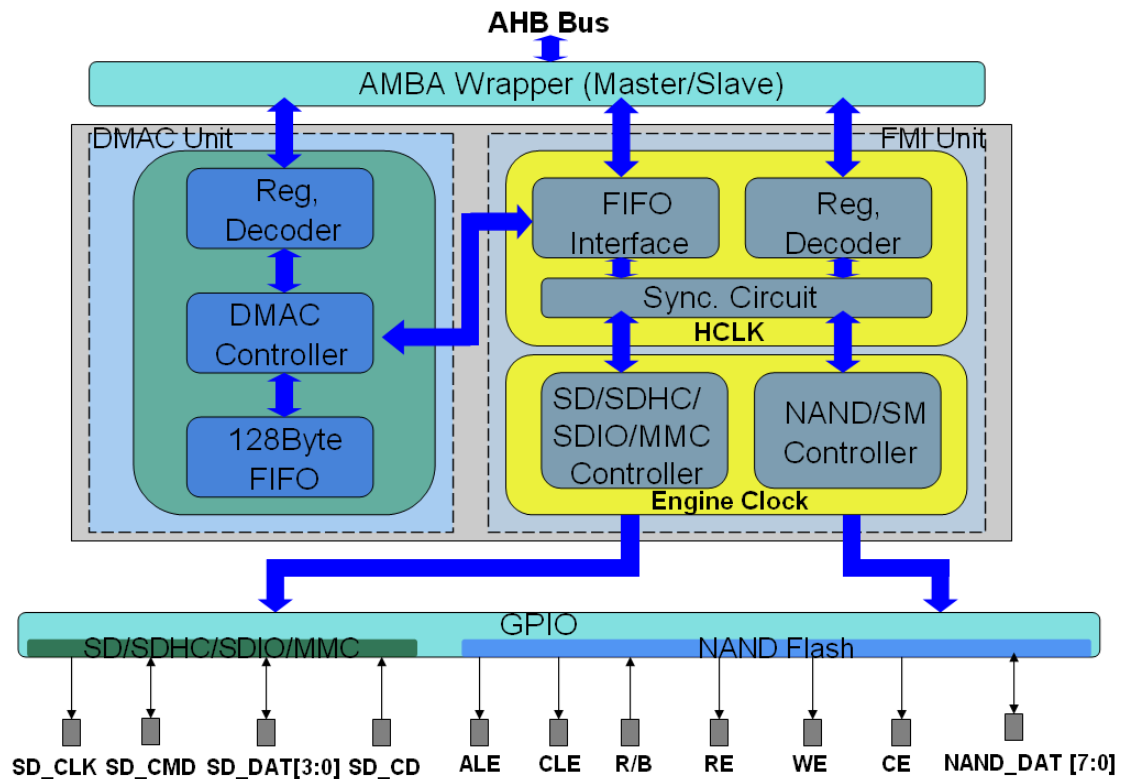 AHB Bus
AMBA Wrapper (Master/Slave)
DMAC Unit
FMI Unit
Reg,
Decoder
FIFO
Interface
Reg,
Decoder
Sync. Circuit
HCLK
DMAC
Controller
128Byte
FIFO
SD/SDHC/
SDIO/MMC
Controller
NAND/SM
Controller
Engine Clock
GPIO
SD/SDHC/SDIO/MMC
NAND Flash
SD_CLK SD_CMD SD_DAT[3:0] SD_CD ALE CLE R/B RE WE CE NAND_DAT [7:0]